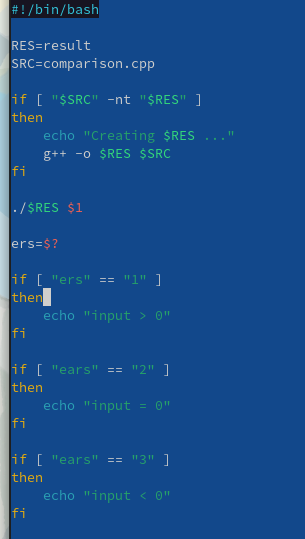 #!/bin/bash
RES=result
SRC=comparison.cpp
if [ "$SRC" -nt "$RES" ]
then
    echo "Creating $RES ..."
    g++ -o $RES $SRC
fi
./$RES $1
ers=$?
if [ "ers" == "1" ]
then
    echo "input > 0"
fi
if [ "ears" == "2" ]
then
    echo "input = 0"
fi
if [ "ears" == "3" ]
then
    echo "input < 0"
fi